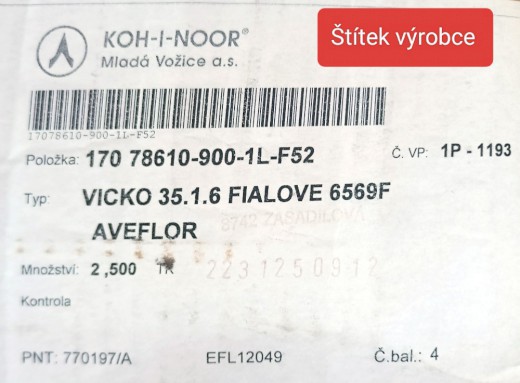 KOH-I-NOOR®
Mladá Vožice a.s.
Štítek výrobce
17078610-900-1L-F52
Položka: 170 78610-900-1L-F52
Č. VP: 1P - 1193
Typ: VICKO 35.1.6 FIALOVE 6569F
8742 ZASADILOVÁ
AVEFLOR
Množství: 2,500 TK
2231250912
Kontrola
PNT: 770197/A EFL12049 Č.bal.: 4